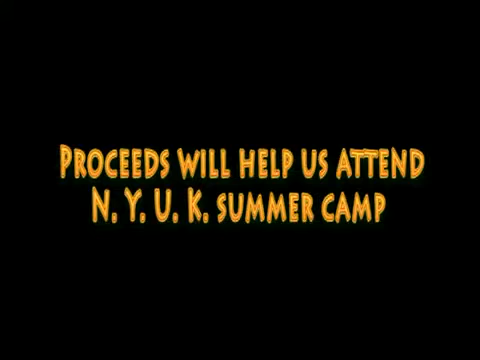 Proceeds will help us attend
N. Y. U. K. summer camp